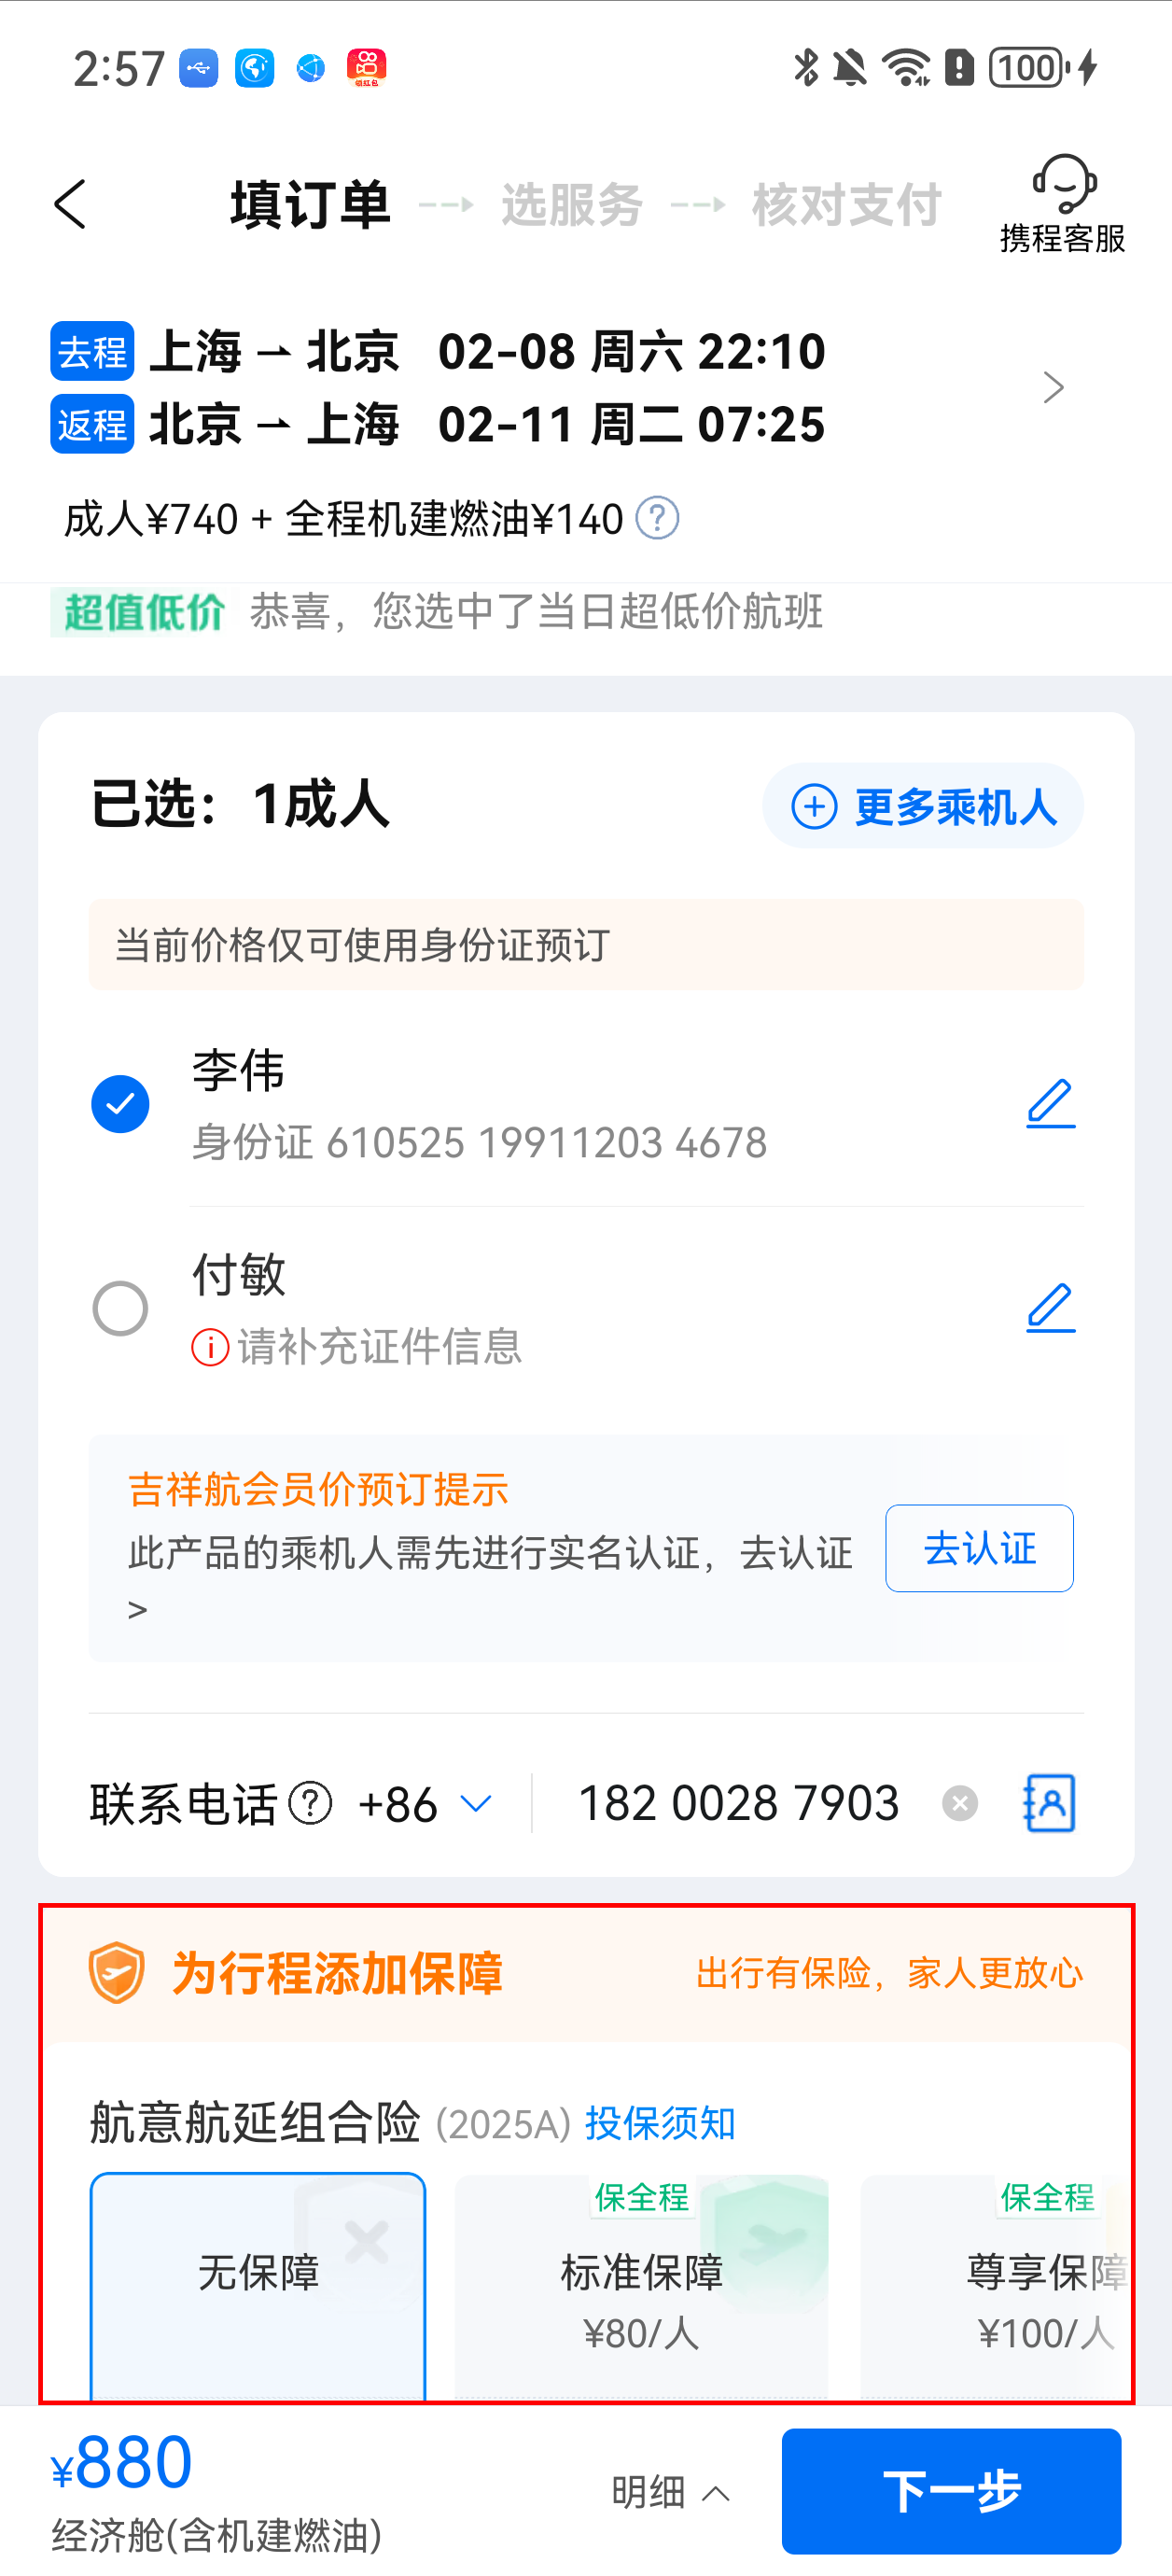 2:57
领红包
100
填订单 选服务 核对支付
携程客服
去程 上海 北京 02-08 周六 22:10
返程 北京 上海 02-11 周二 07:25
成人¥740 + 全程机建燃油¥140 ?
超值低价 恭喜，您选中了当日超低价航班
已选：1成人 更多乘机人
当前价格仅可使用身份证预订
李伟
身份证 610525 19911203 4678
付敏
请补充证件信息
吉祥航会员价预订提示
此产品的乘机人需先进行实名认证，去认证
>
去认证
联系电话 ? +86 182 0028 7903
为行程添加保障 出行有保险，家人更放心
航意航延组合险 (2025A) 投保须知
保全程 保全程
无保障 标准保障 尊享保障
¥80/人 ¥100/人
¥880 明细 下一步
经济舱(含机建燃油)